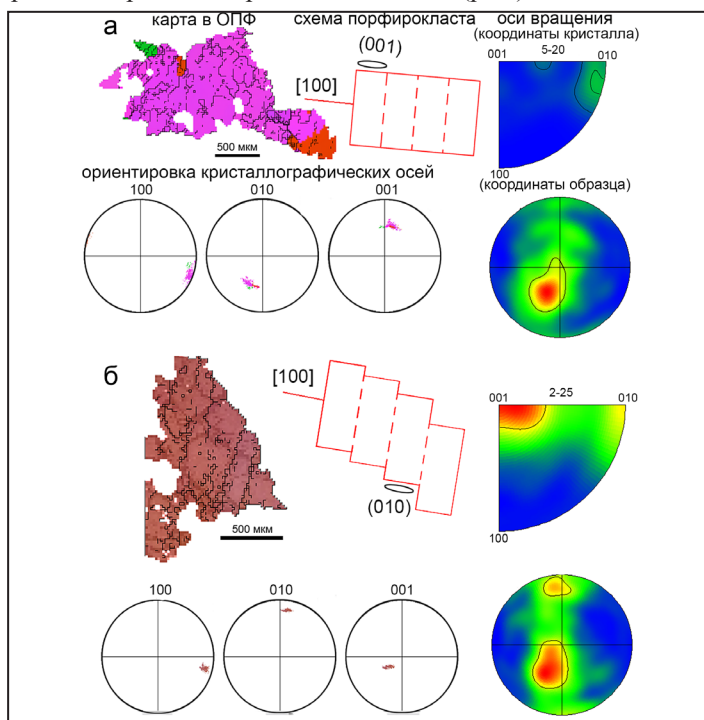 а
карта в ОПФ
схема порфирокласта
оси вращения
(координаты кристалла)
(001)
[100]
001
5-20
010
100
500 мкм
ориентировка кристаллографических осей
(координаты образца)
100
010
001
б
[100]
(010)
001
2-25
010
100
500 мкм
100
010
001